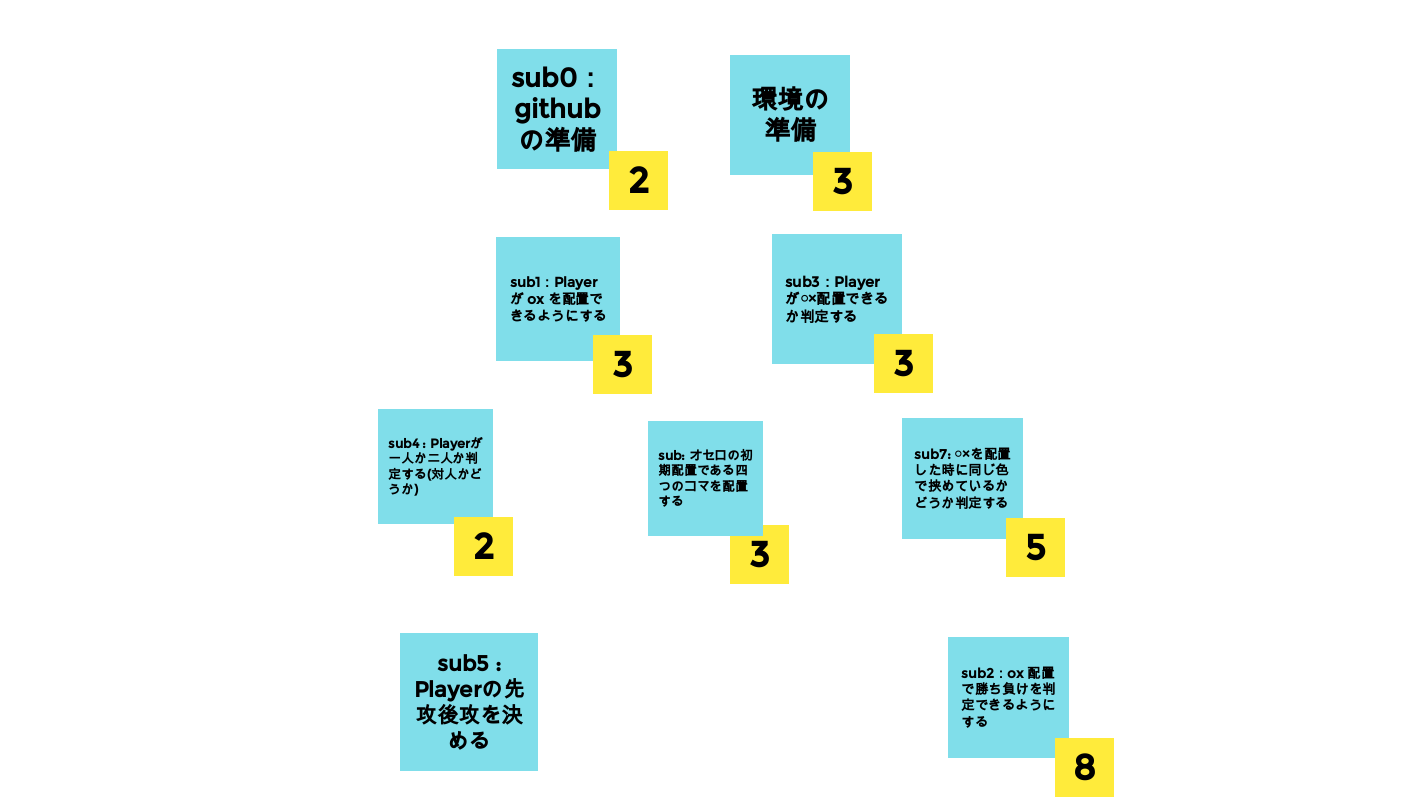 sub0：
github
の準備
2
環境の
準備
3
sub1：Player
が ox を配置で
きるようにする
3
sub3：Player
が○×配置できる
か判定する
3
sub4 : Playerが
一人か二人か判
定する(対人かど
うか)
2
sub: オセロの初
期配置である四
つのコマを配置
する
3
sub7: ○×を配置
した時に同じ色
で挟めているか
どうか判定する
5
sub5 :
Playerの先
攻後攻を決
める
sub2：ox 配置
で勝ち負けを判
定できるように
する
8